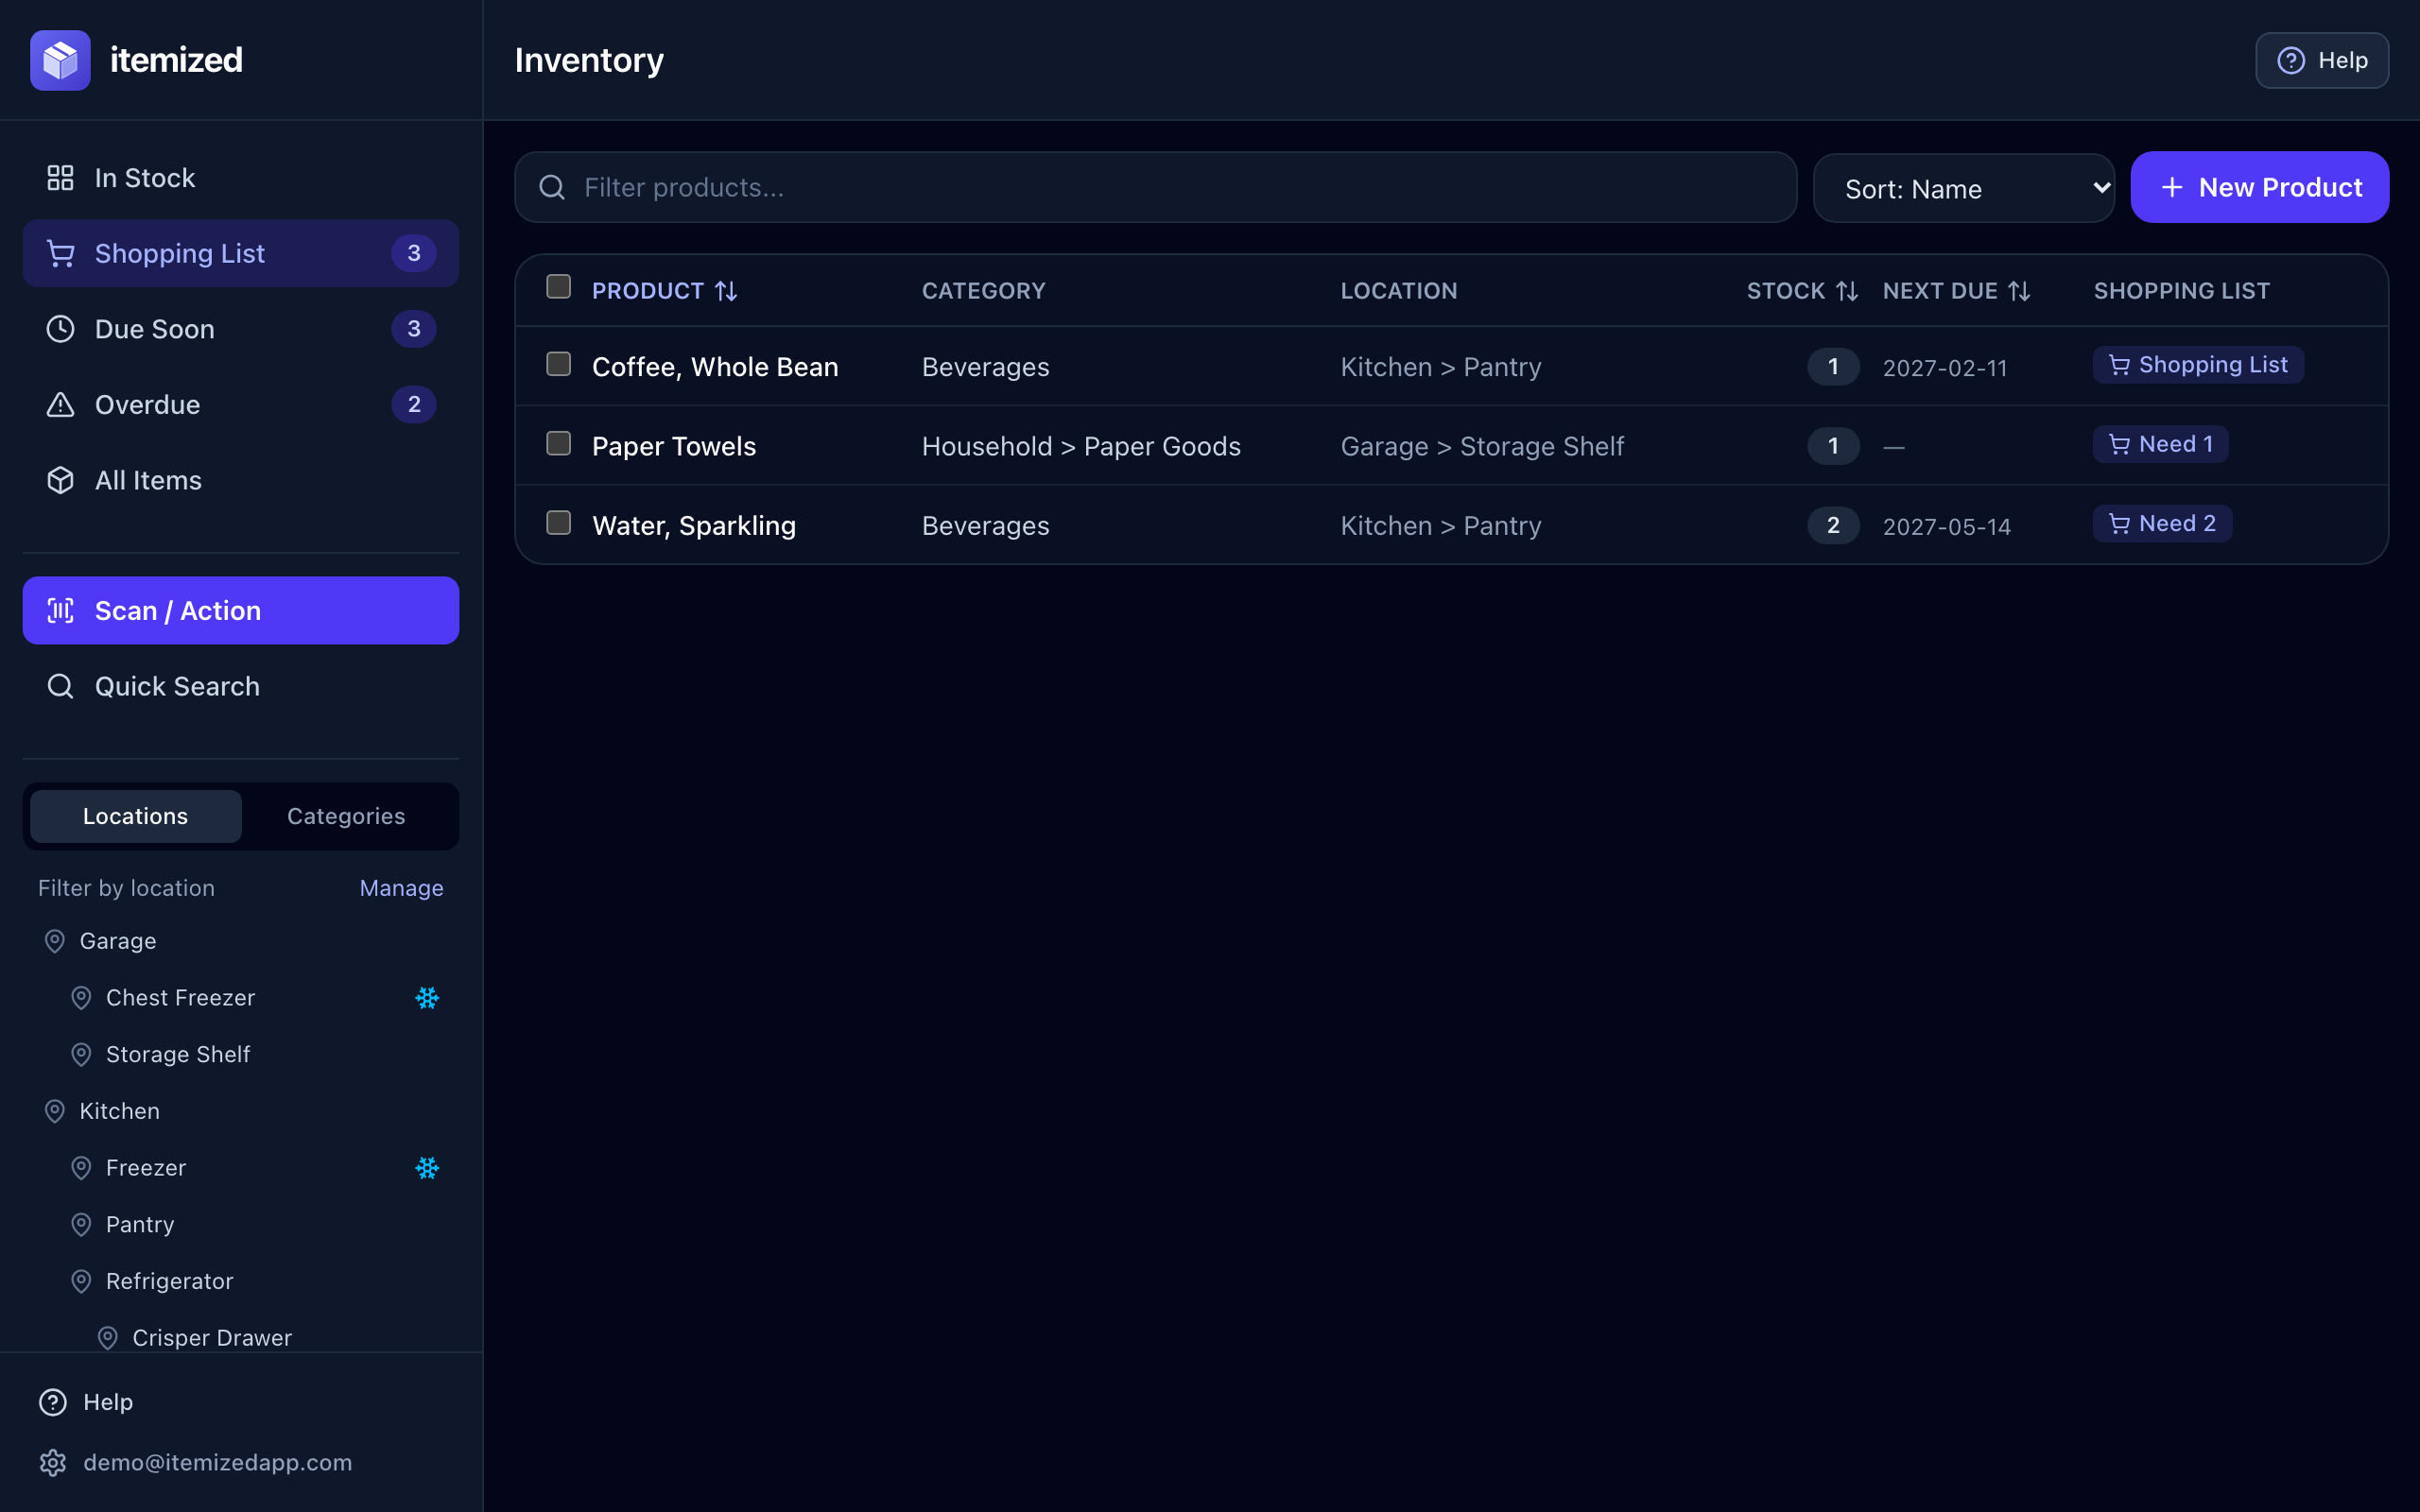 itemized
Inventory
Help
In Stock
Shopping List 3
Due Soon 3
Overdue 2
All Items
Scan / Action
Quick Search
Locations Categories
Filter by location Manage
Garage
Chest Freezer
Storage Shelf
Kitchen
Freezer
Pantry
Refrigerator
Crisper Drawer
Help
demo@itemizedapp.com
Filter products...
Sort: Name
New Product
PRODUCT CATEGORY LOCATION STOCK NEXT DUE SHOPPING LIST
Coffee, Whole Bean Beverages Kitchen > Pantry 1 2027-02-11 Shopping List
Paper Towels Household > Paper Goods Garage > Storage Shelf 1 — Need 1
Water, Sparkling Beverages Kitchen > Pantry 2 2027-05-14 Need 2